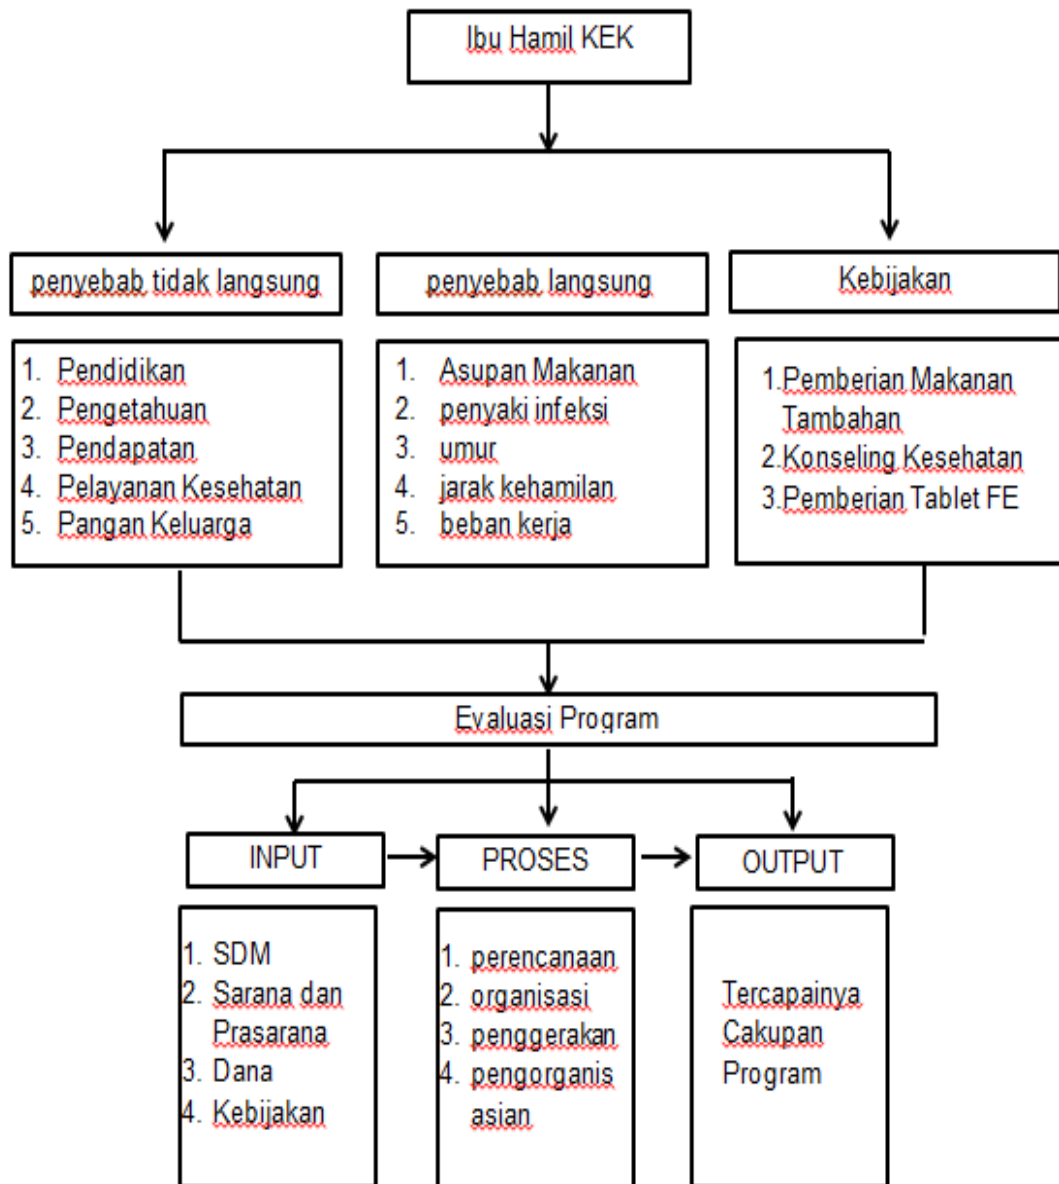 Ibu Hamil KEK
penyebab tidak langsung
penyebab langsung
Kebijakan
1. Pendidikan
2. Pengetahuan
3. Pendapatan
4. Pelayanan Kesehatan
5. Pangan Keluarga
1. Asupan Makanan
2. penyaki infeksi
3. umur
4. jarak kehamilan
5. beban kerja
1.Pemberian Makanan
Tambahan
2.Konseling Kesehatan
3.Pemberian Tablet FE
Evaluasi Program
INPUT
PROSES
OUTPUT
1. SDM
2. Sarana dan
Prasarana
3. Dana
4. Kebijakan
1. perencanaan
2. organisasi
3. penggerakan
4. pengorganis
asian
Tercapainya
Cakupan
Program